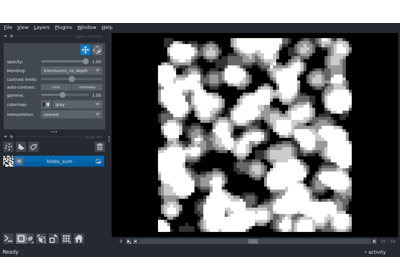 File View Layers Plugins Window Help
opacity: 1.00
blending: translucent_no_depth
contrast limits:
auto-contrast: once continuous
gamma: 1.00
colormap: gray
interpolation: nearest
blobs_sum
Ready
activity